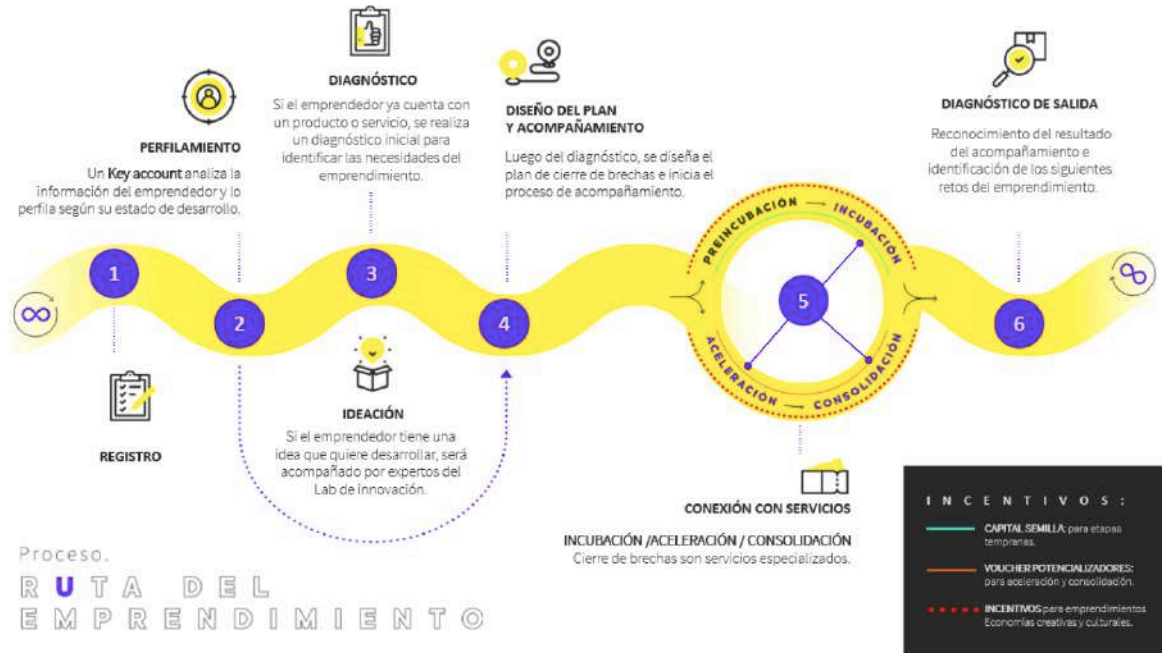 PERFILAMIENTO
Un Key account analiza la
información del emprendedor y lo
perfila según su estado de desarrollo.
DIAGNÓSTICO
Si el emprendedor ya cuenta con
un producto o servicio, se realiza
un diagnóstico inicial para
identificar las necesidades del
emprendimiento.
DISEÑO DEL PLAN
Y ACOMPAÑAMIENTO
Luego del diagnóstico, se diseña el
plan de cierre de brechas e inicia el
proceso de acompañamiento.
DIAGNÓSTICO DE SALIDA
Reconocimiento del resultado
del acompañamiento e
identificación de los siguientes
retos del emprendimiento.
1
2
3
4
PREINCUBACIÓN → INCUBACIÓN
5
ACELERACIÓN → CONSOLIDACIÓN
6
REGISTRO
IDEACIÓN
Si el emprendedor tiene una
idea que quiere desarrollar, será
acompañado por expertos del
Lab de innovación.
CONEXIÓN CON SERVICIOS
INCUBACIÓN /ACELERACIÓN / CONSOLIDACIÓN
Cierre de brechas son servicios especializados.
Proceso.
RUTA DEL
EMPRENDIMIENTO
INCENTIVOS:
CAPITAL SEMILLA: para etapas
tempranas.
VOUCHER POTENCIALIZADORES:
para aceleración y consolidación.
INCENTIVOS para emprendimientos
Economías creativas y culturales.